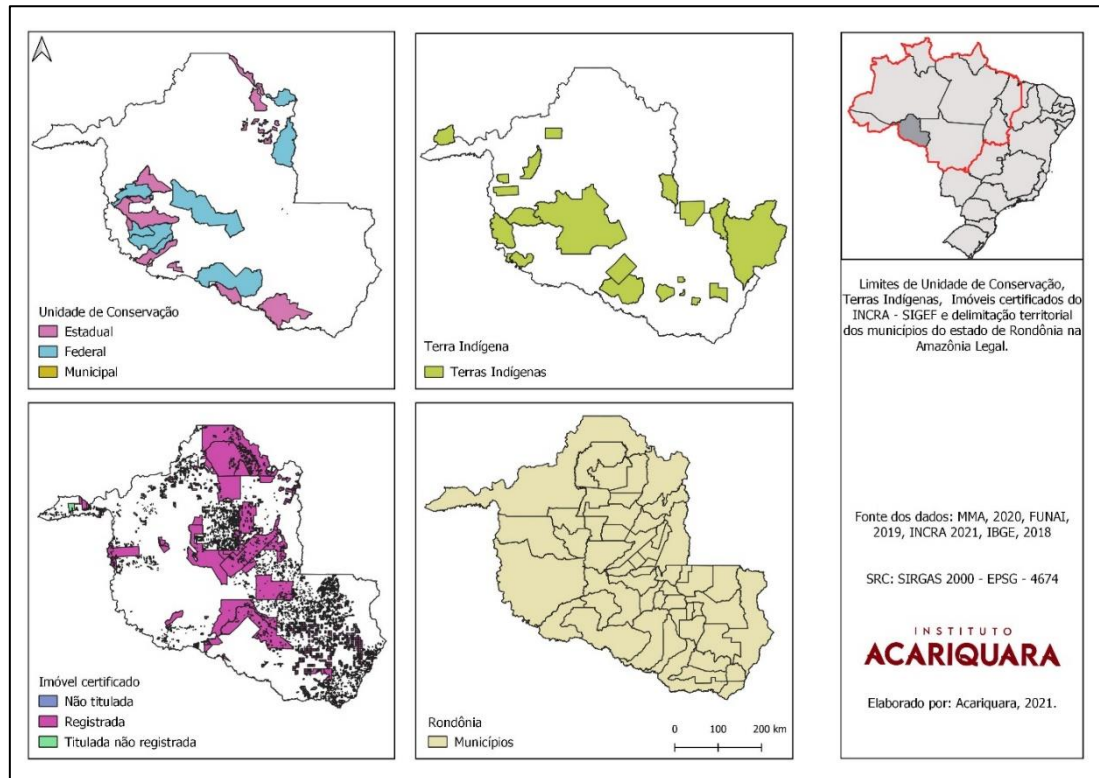 Unidade de Conservação
Estadual
Federal
Municipal
Terra Indígena
Terras Indígenas
Imóvel certificado
Não titulada
Registrada
Titulada não registrada
Rondônia
Municípios
0 100 200 km
Limites de Unidade de Conservação,
Terras Indígenas, Imóveis certificados do
INCRA - SIGEF e delimitação territorial
dos municípios do estado de Rondônia na
Amazônia Legal.
Fonte dos dados: MMA, 2020, FUNAI,
2019, INCRA 2021, IBGE, 2018
SRC: SIRGAS 2000 - EPSG - 4674
INSTITUTO
ACARIQUARA
Elaborado por: Acariquara, 2021.